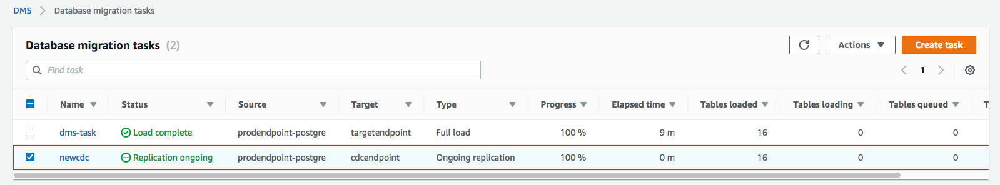 DMS > Database migration tasks
Database migration tasks (2)
Actions
Create task
Find task
1
Name Status Source Target Type Progress Elapsed time Tables loaded Tables loading Tables queued T
dms-task Load complete prodendpoint-postgre targetendpoint Full load 100 % 9 m 16 0 0
newcdc Replication ongoing prodendpoint-postgre cdcendpoint Ongoing replication 100 % 0 m 16 0 0